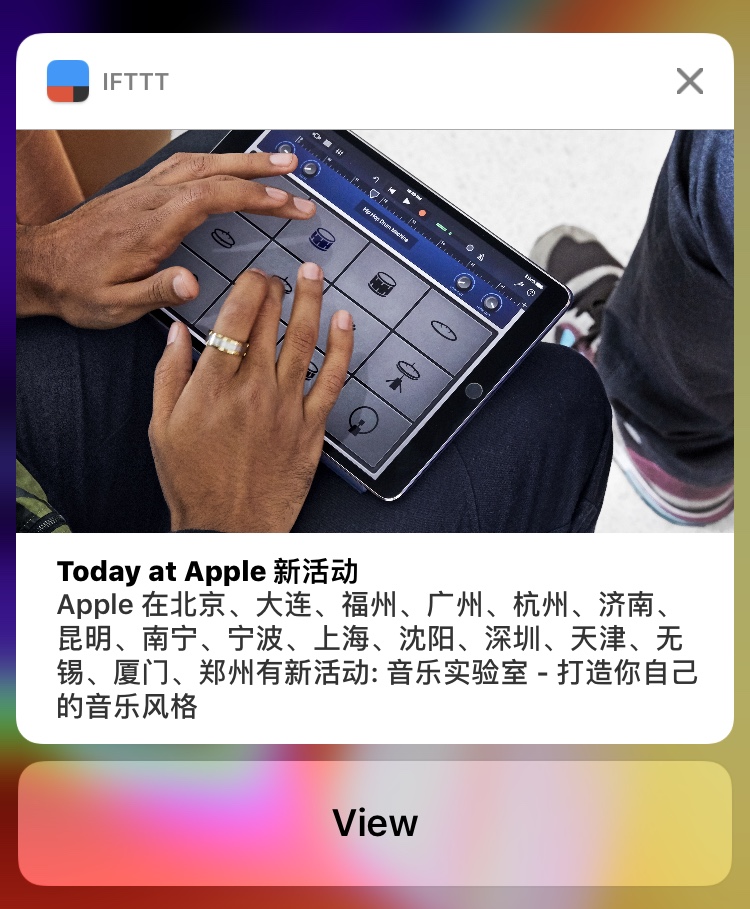 IFTTT
Hip Hop Drum Machine
Today at Apple 新活动
Apple 在北京、大连、福州、广州、杭州、济南、
昆明、南宁、宁波、上海、沈阳、深圳、天津、无
锡、厦门、郑州有新活动: 音乐实验室 - 打造你自己
的音乐风格
View